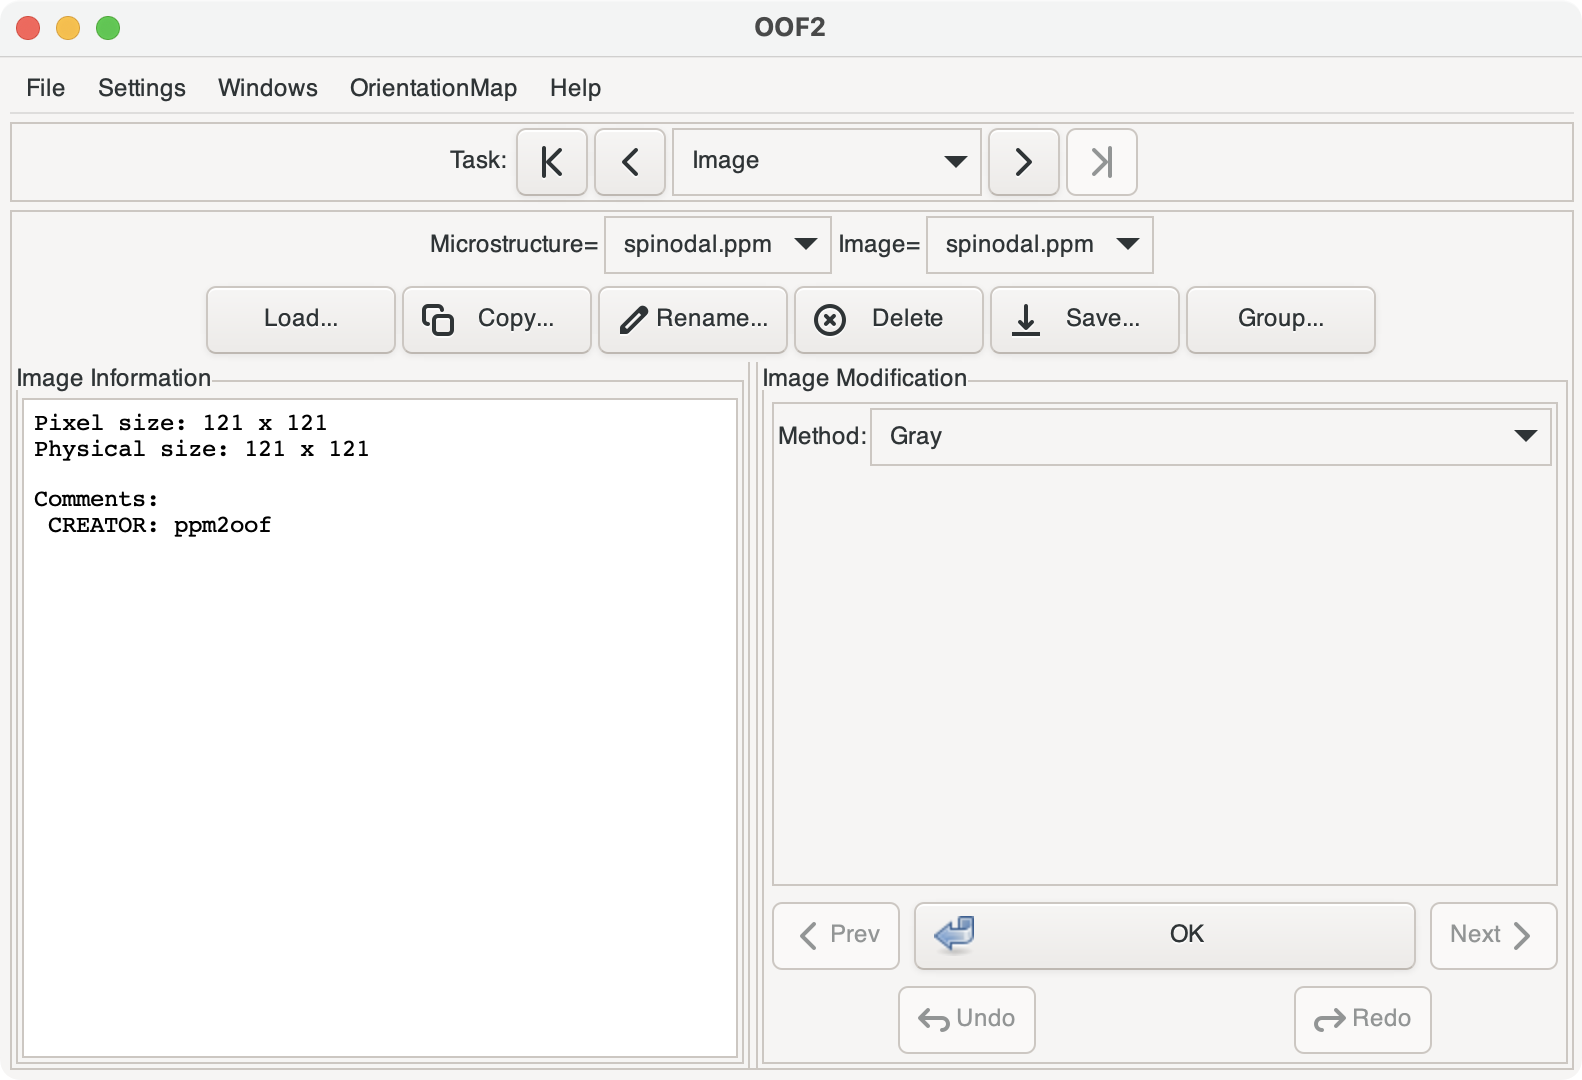 OOF2
File Settings Windows OrientationMap Help
Task: Image
Microstructure= spinodal.ppm Image= spinodal.ppm
Load... Copy... Rename... Delete Save... Group...
Image Information
Pixel size: 121 x 121
Physical size: 121 x 121
Comments:
CREATOR: ppm2oof
Image Modification
Method: Gray
Prev OK Next
Undo Redo